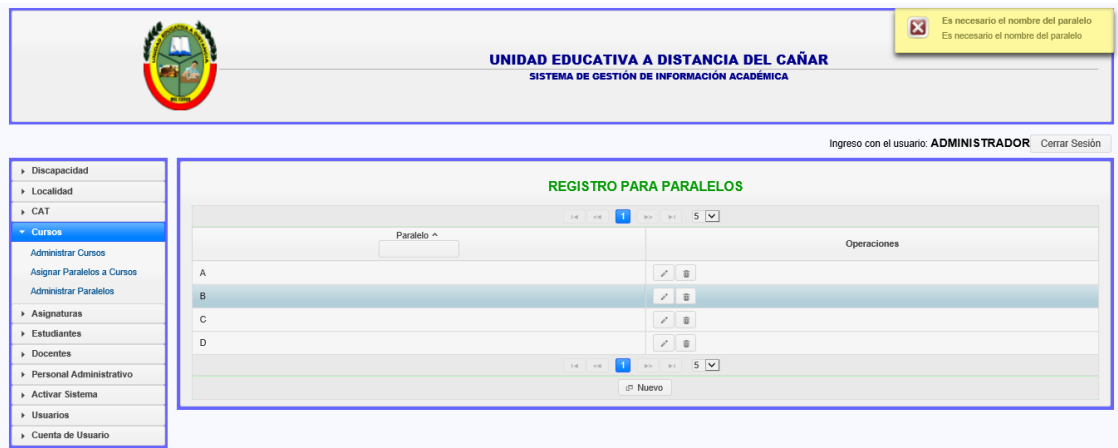 Es necesario el nombre del paralelo
Es necesario el nombre del paralelo
UNIDAD EDUCATIVA A DISTANCIA DEL CAÑAR
SISTEMA DE GESTIÓN DE INFORMACIÓN ACADÉMICA
Ingreso con el usuario: ADMINISTRADOR Cerrar Sesión
Discapacidad
Localidad
CAT
Cursos
Administrar Cursos
Asignar Paralelos a Cursos
Administrar Paralelos
Asignaturas
Estudiantes
Docentes
Personal Administrativo
Activar Sistema
Usuarios
Cuenta de Usuario
REGISTRO PARA PARALELOS
1 5
Paralelo Operaciones
A
B
C
D
1 5
Nuevo